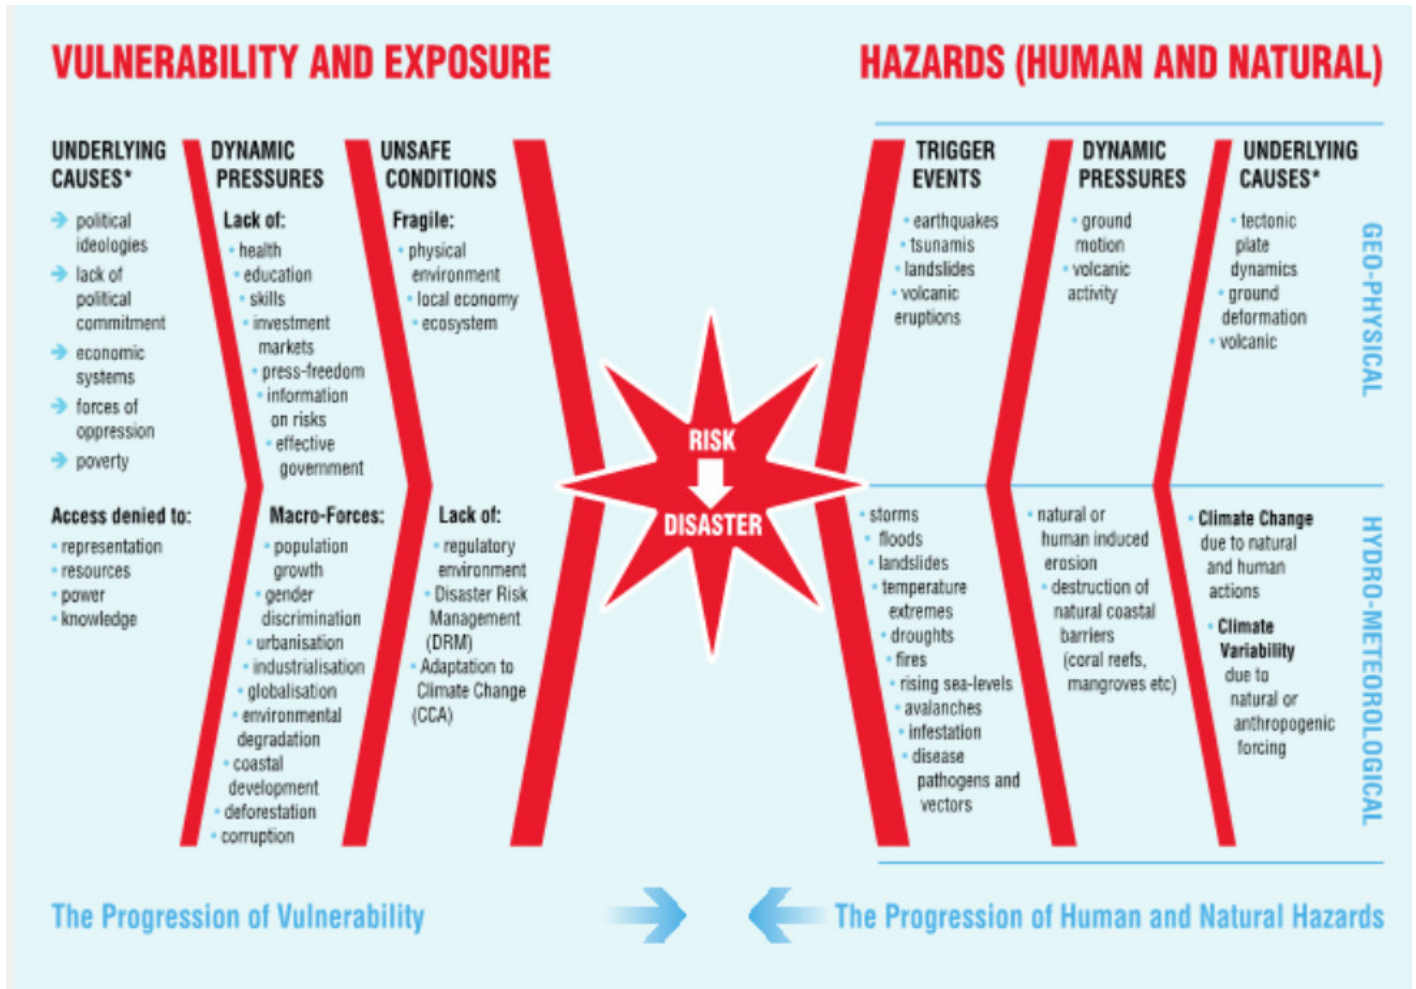 VULNERABILITY AND EXPOSURE
UNDERLYING
CAUSES*
political
ideologies
lack of
political
commitment
economic
systems
forces of
oppression
poverty
Access denied to:
• representation
• resources
• power
• knowledge
DYNAMIC
PRESSURES
Lack of:
• health
• education
• skills
• investment
markets
• press-freedom
• information
on risks
• effective
government
Macro-Forces:
• population
growth
• gender
discrimination
• urbanisation
• industrialisation
• globalisation
• environmental
degradation
• coastal
development
• deforestation
• corruption
UNSAFE
CONDITIONS
Fragile:
• physical
environment
• local economy
• ecosystem
Lack of:
• regulatory
environment
• Disaster Risk
Management
(DRM)
• Adaptation to
Climate Change
(CCA)
RISK
DISASTER
HAZARDS (HUMAN AND NATURAL)
TRIGGER
EVENTS
• earthquakes
• tsunamis
• landslides
• volcanic
eruptions
DYNAMIC
PRESSURES
• ground
motion
• volcanic
activity
UNDERLYING
CAUSES*
• tectonic
plate
dynamics
• ground
deformation
• volcanic
GEO-PHYSICAL
• storms
• floods
• landslides
• temperature
extremes
• droughts
• fires
• rising sea-levels
• avalanches
• infestation
• disease
pathogens and
vectors
• natural or
human induced
erosion
• destruction of
natural coastal
barriers
(coral reefs,
mangroves etc)
• Climate Change
due to natural
and human
actions
• Climate
Variability
due to
natural or
anthropogenic
forcing
HYDRO-METEOROLOGICAL
The Progression of Vulnerability
The Progression of Human and Natural Hazards